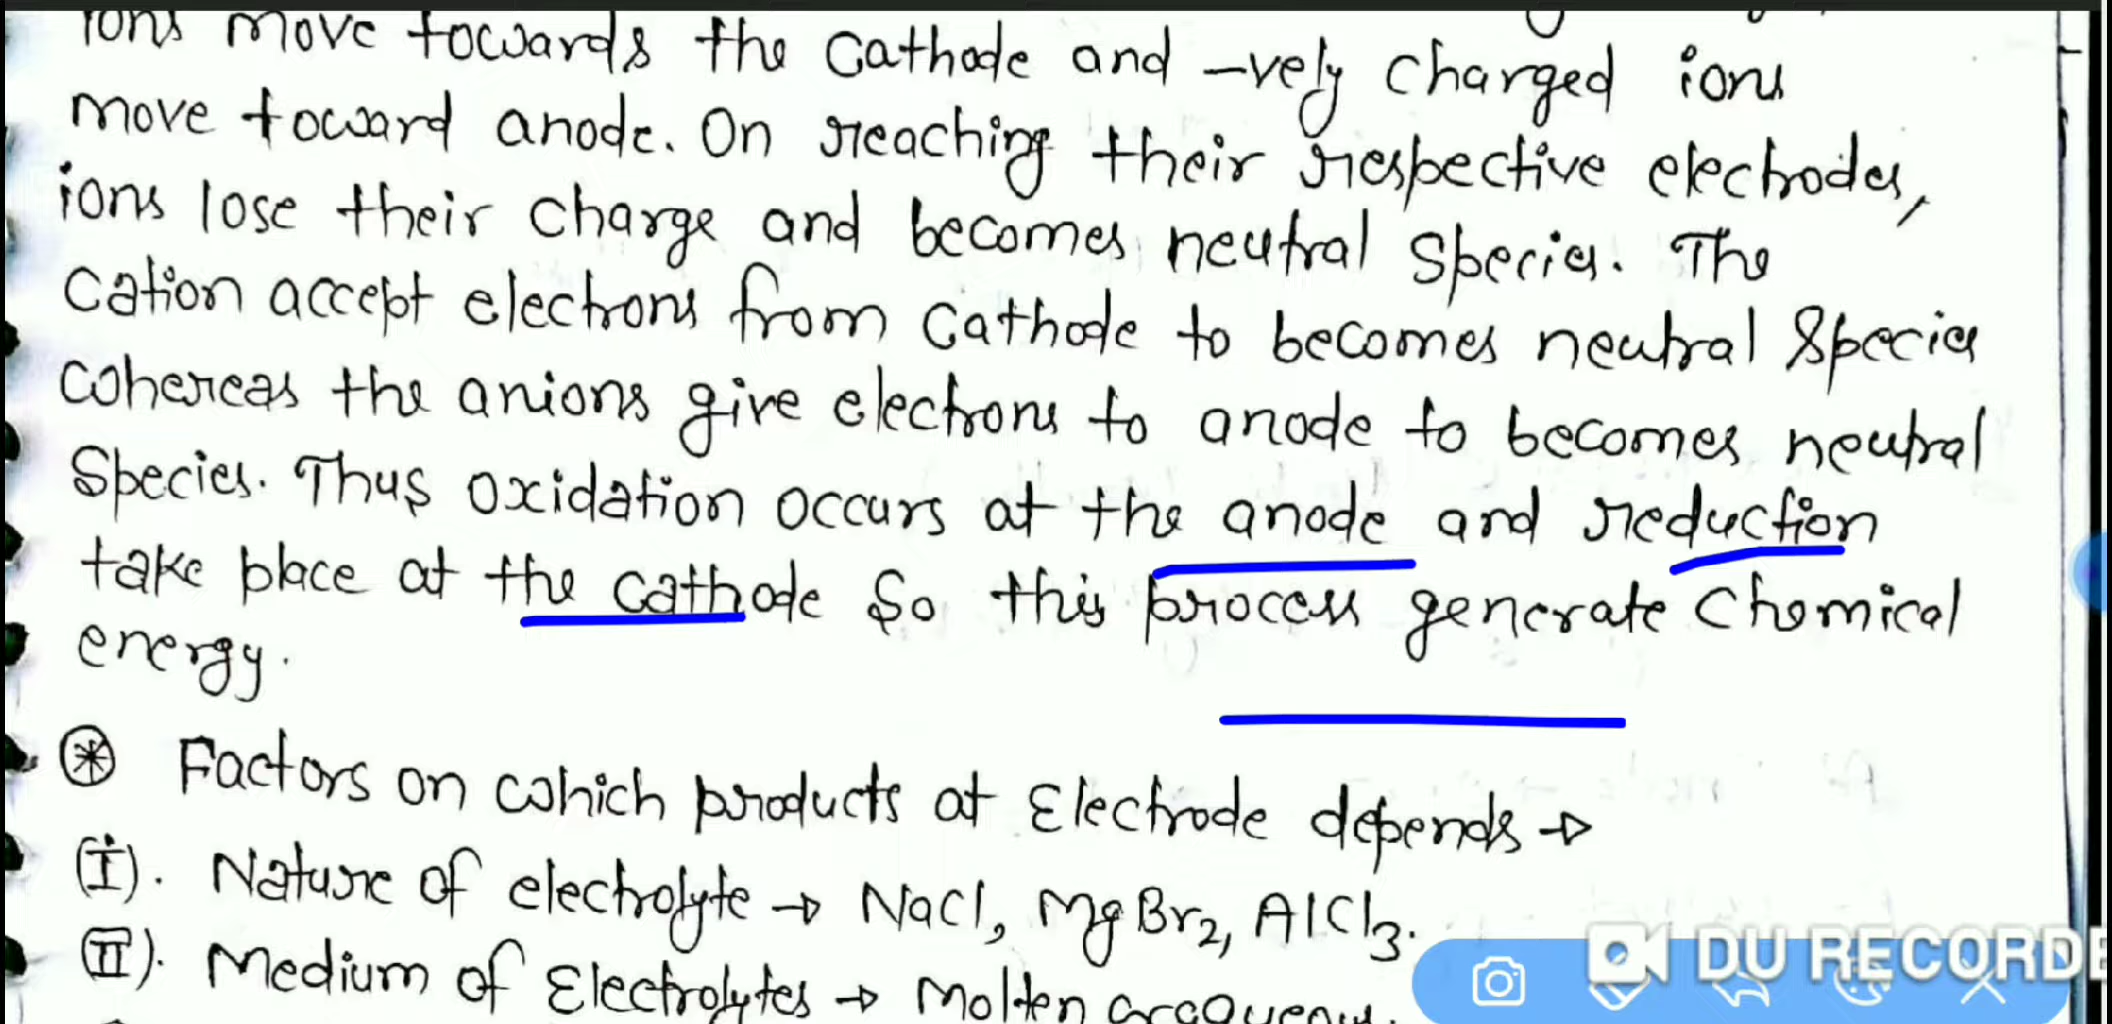 ions move towards the Cathode and -vely charged ions
move toward anode. On reaching their respective electrodes,
ions lose their charge and becomes neutral species. The
Cation accept electrons from Cathode to becomes neutral Species
whereas the anions give electrons to anode to becomes neutral
Species. Thus oxidation occurs at the anode and reduction
take place at the cathode So this process generate Chemical
energy.
Factors on which products at Electrode depends →
(I). Nature of electrolyte → NaCl, MgBr2, AlCl3.
(II). Medium of Electrolytes → Molten or aqueous.
DU RECORDE